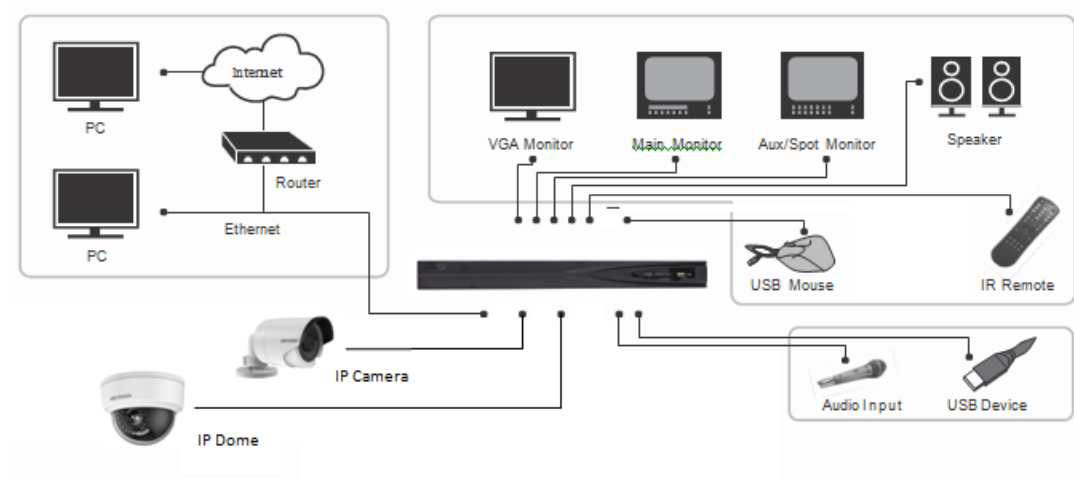 Internet
PC
Router
Ethernet
PC
VGA Monitor
Main Monitor
Aux/Spot Monitor
Speaker
USB Mouse
IR Remote
IP Camera
IP Dome
Audio Input
USB Device